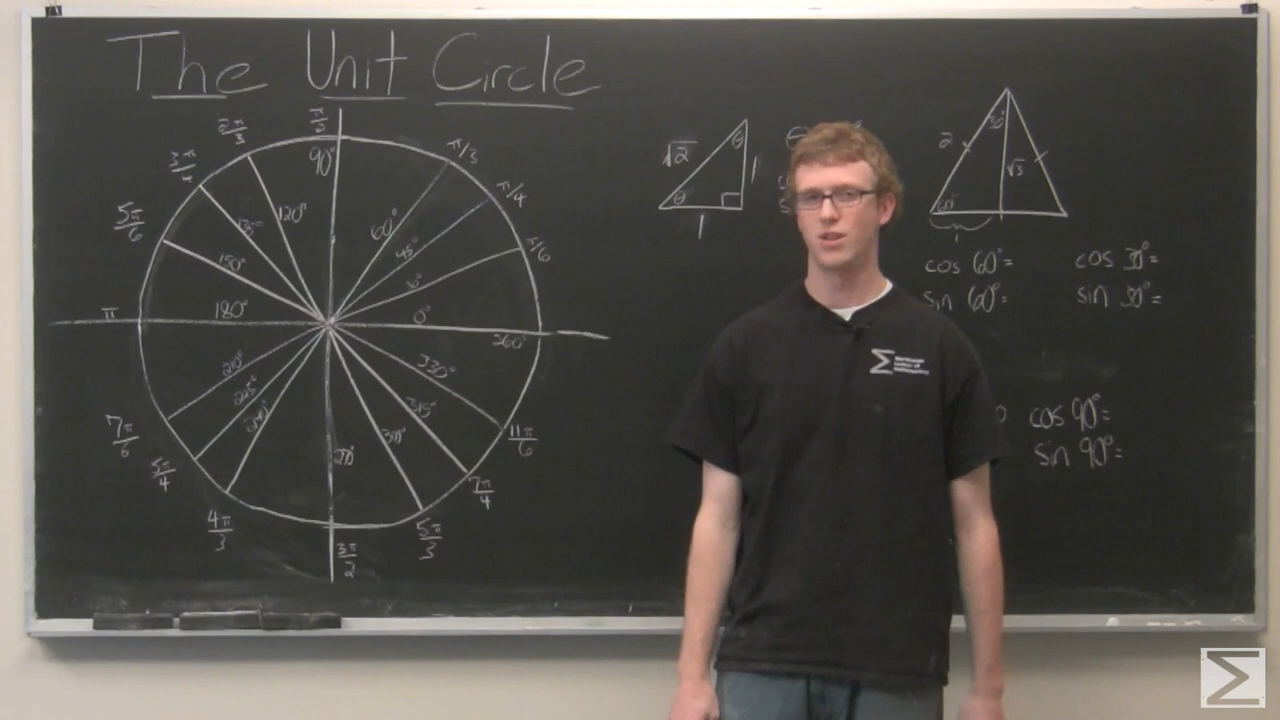 The Unit Circle
π/2
2π/3
3π/4
5π/6
π
7π/6
5π/4
4π/3
3π/2
5π/3
7π/4
11π/6
π/6
π/4
π/3
90°
120°
150°
180°
210°
225°
240°
270°
315°
330°
360°
0°
45°
60°
√2
θ
θ
1
1
θ
2
30°
√3
60°
1
cos 60°=
sin 60°=
cos 30°=
sin 30°=
cos 90°=
sin 90°=
Σ
Σ